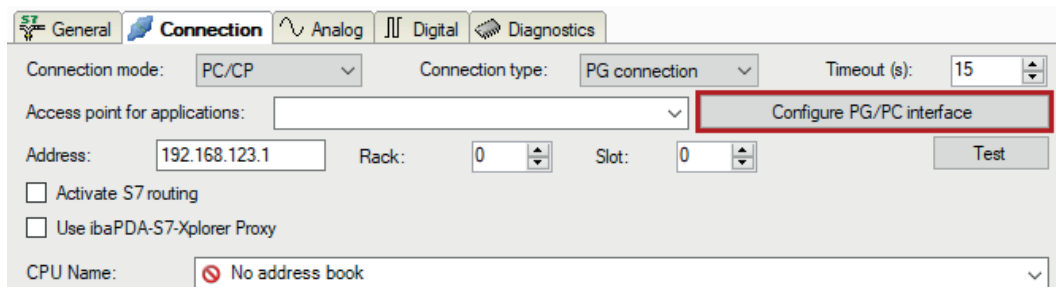 General Connection Analog Digital Diagnostics
Connection mode: PC/CP Connection type: PG connection Timeout (s): 15
Access point for applications: Configure PG/PC interface
Address: 192.168.123.1 Rack: 0 Slot: 0 Test
Activate S7 routing
Use ibaPDA-S7-Xplorer Proxy
CPU Name: No address book